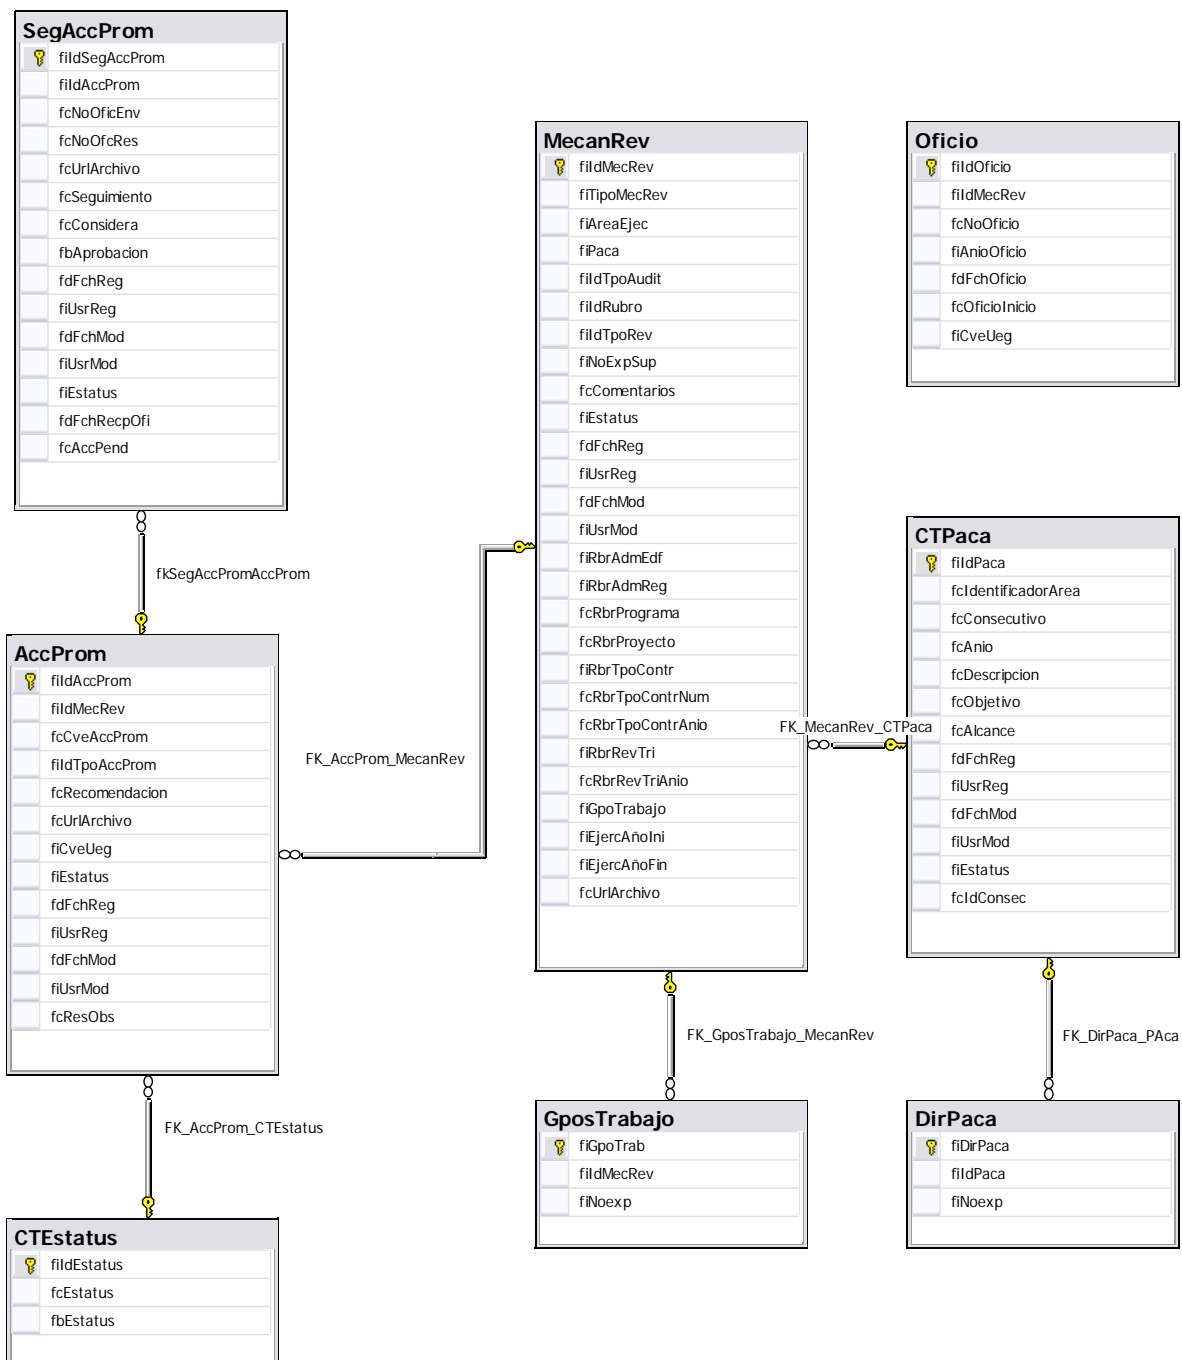 SegAccProm
fiIdSegAccProm
fiIdAccProm
fcNoOficEnv
fcNoOfcRes
fcUrlArchivo
fcSeguimiento
fcConsidera
fbAprobacion
fdFchReg
fiUsrReg
fdFchMod
fiUsrMod
fiEstatus
fdFchRecpOfi
fcAccPend
fkSegAccPromAccProm
AccProm
fiIdAccProm
fiIdMecRev
fcCveAccProm
fiIdTpoAccProm
fcRecomendacion
fcUrlArchivo
fiCveUeg
fiEstatus
fdFchReg
fiUsrReg
fdFchMod
fiUsrMod
fcResObs
FK_AccProm_CTEstatus
CTEstatus
fiIdEstatus
fcEstatus
fbEstatus
FK_AccProm_MecanRev
MecanRev
fiIdMecRev
fiTipoMecRev
fiAreaEjec
fiPaca
fiIdTpoAudit
fiIdRubro
fiIdTpoRev
fiNoExpSup
fcComentarios
fiEstatus
fdFchReg
fiUsrReg
fdFchMod
fiUsrMod
fiRbrAdmEdf
fiRbrAdmReg
fcRbrPrograma
fcRbrProyecto
fiRbrTpoContr
fcRbrTpoContrNum
fcRbrTpoContrAnio
fiRbrRevTri
fcRbrRevTriAnio
fiGpoTrabajo
fiEjercAñoIni
fiEjercAñoFin
fcUrlArchivo
FK_GposTrabajo_MecanRev
GposTrabajo
fiGpoTrab
fiIdMecRev
fiNoexp
FK_MecanRev_CTPaca
Oficio
fiIdOficio
fiIdMecRev
fcNoOficio
fiAnioOficio
fdFchOficio
fcOficioInicio
fiCveUeg
CTPaca
fiIdPaca
fcIdentificadorArea
fcConsecutivo
fcAnio
fcDescripcion
fcObjetivo
fcAlcance
fdFchReg
fiUsrReg
fdFchMod
fiUsrMod
fiEstatus
fcIdConsec
FK_DirPaca_PAca
DirPaca
fiDirPaca
fiIdPaca
fiNoexp